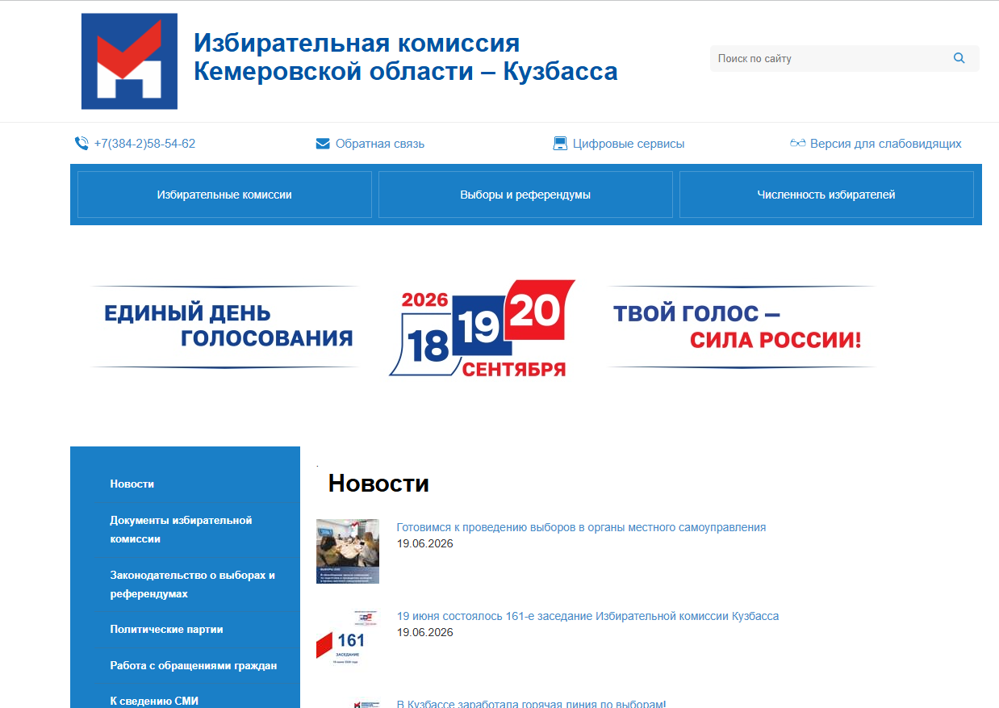 Избирательная комиссия
Кемеровской области – Кузбасса
Поиск по сайту
+7(384-2)58-54-62
Обратная связь
Цифровые сервисы
Версия для слабовидящих
Избирательные комиссии
Выборы и референдумы
Численность избирателей
ЕДИНЫЙ ДЕНЬ
ГОЛОСОВАНИЯ
2026
18 19 20
СЕНТЯБРЯ
ТВОЙ ГОЛОС –
СИЛА РОССИИ!
Новости
Документы избирательной
комиссии
Законодательство о выборах и
референдумах
Политические партии
Работа с обращениями граждан
К сведению СМИ
Новости
Готовимся к проведению выборов в органы местного самоуправления
19.06.2026
161
ЗАСЕДАНИЕ
19 июня состоялось 161-е заседание Избирательной комиссии Кузбасса
19.06.2026
В Кузбассе заработала горячая линия по выборам!